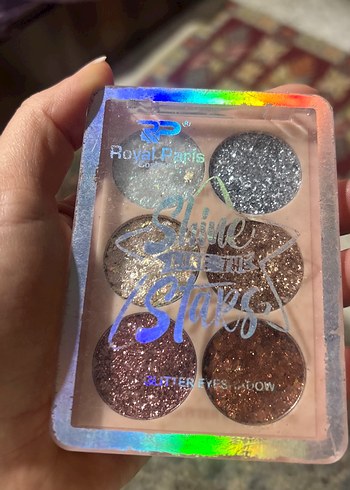 RP
Royal Paris
Shine
LIKE THE
Stars
GLITTER EYESHADOW